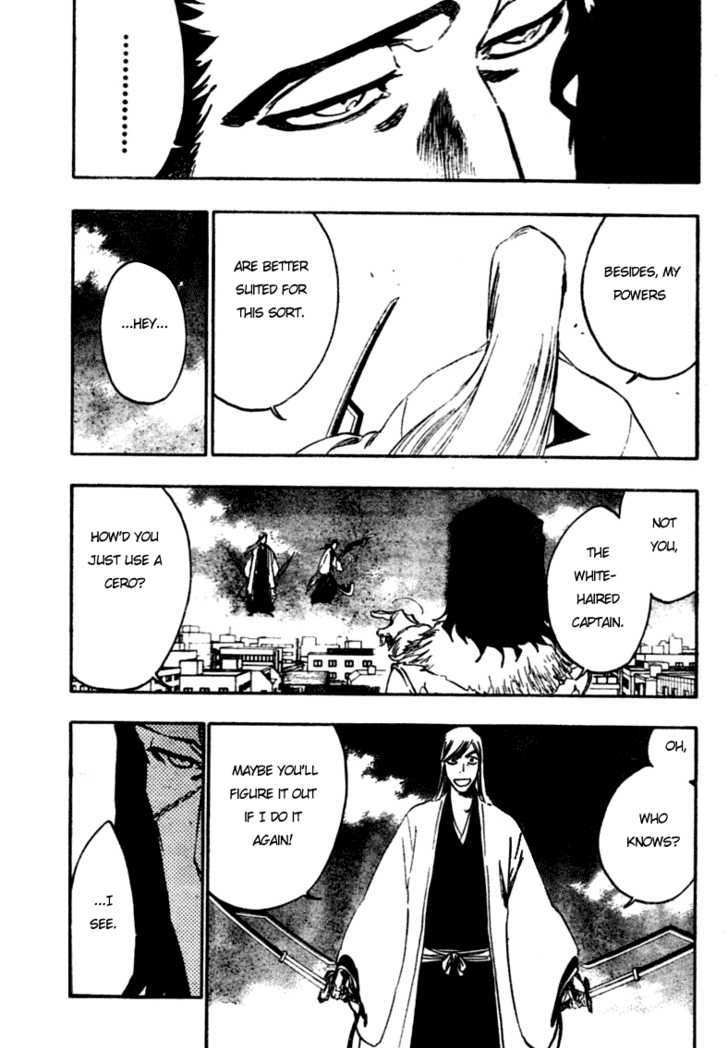 ..........
BESIDES, MY
POWERS
ARE BETTER
SUITED FOR
THIS SORT.
...HEY...
NOT
YOU,
THE
WHITE-
HAIRED
CAPTAIN.
HOW'D YOU
JUST USE A
CERO?
OH,
WHO
KNOWS?
MAYBE YOU'LL
FIGURE IT OUT
IF I DO IT
AGAIN!
...I
SEE.